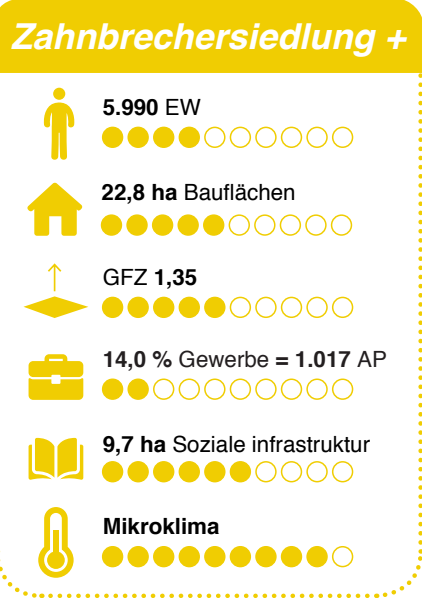 Zahnbrechersiedlung +
5.990 EW
22,8 ha Bauflächen
GFZ 1,35
14,0 % Gewerbe = 1.017 AP
9,7 ha Soziale infrastruktur
Mikroklima